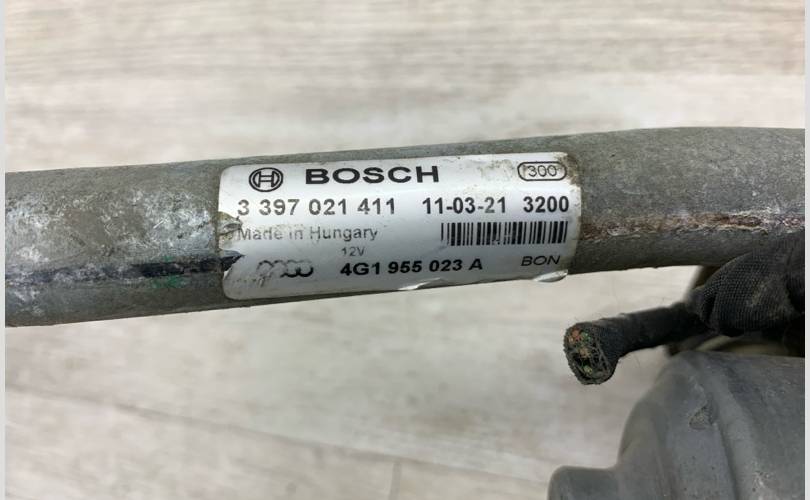 BOSCH 300
3 397 021 411 11-03-21 3200
Made in Hungary
12V
4G1 955 023 A BON